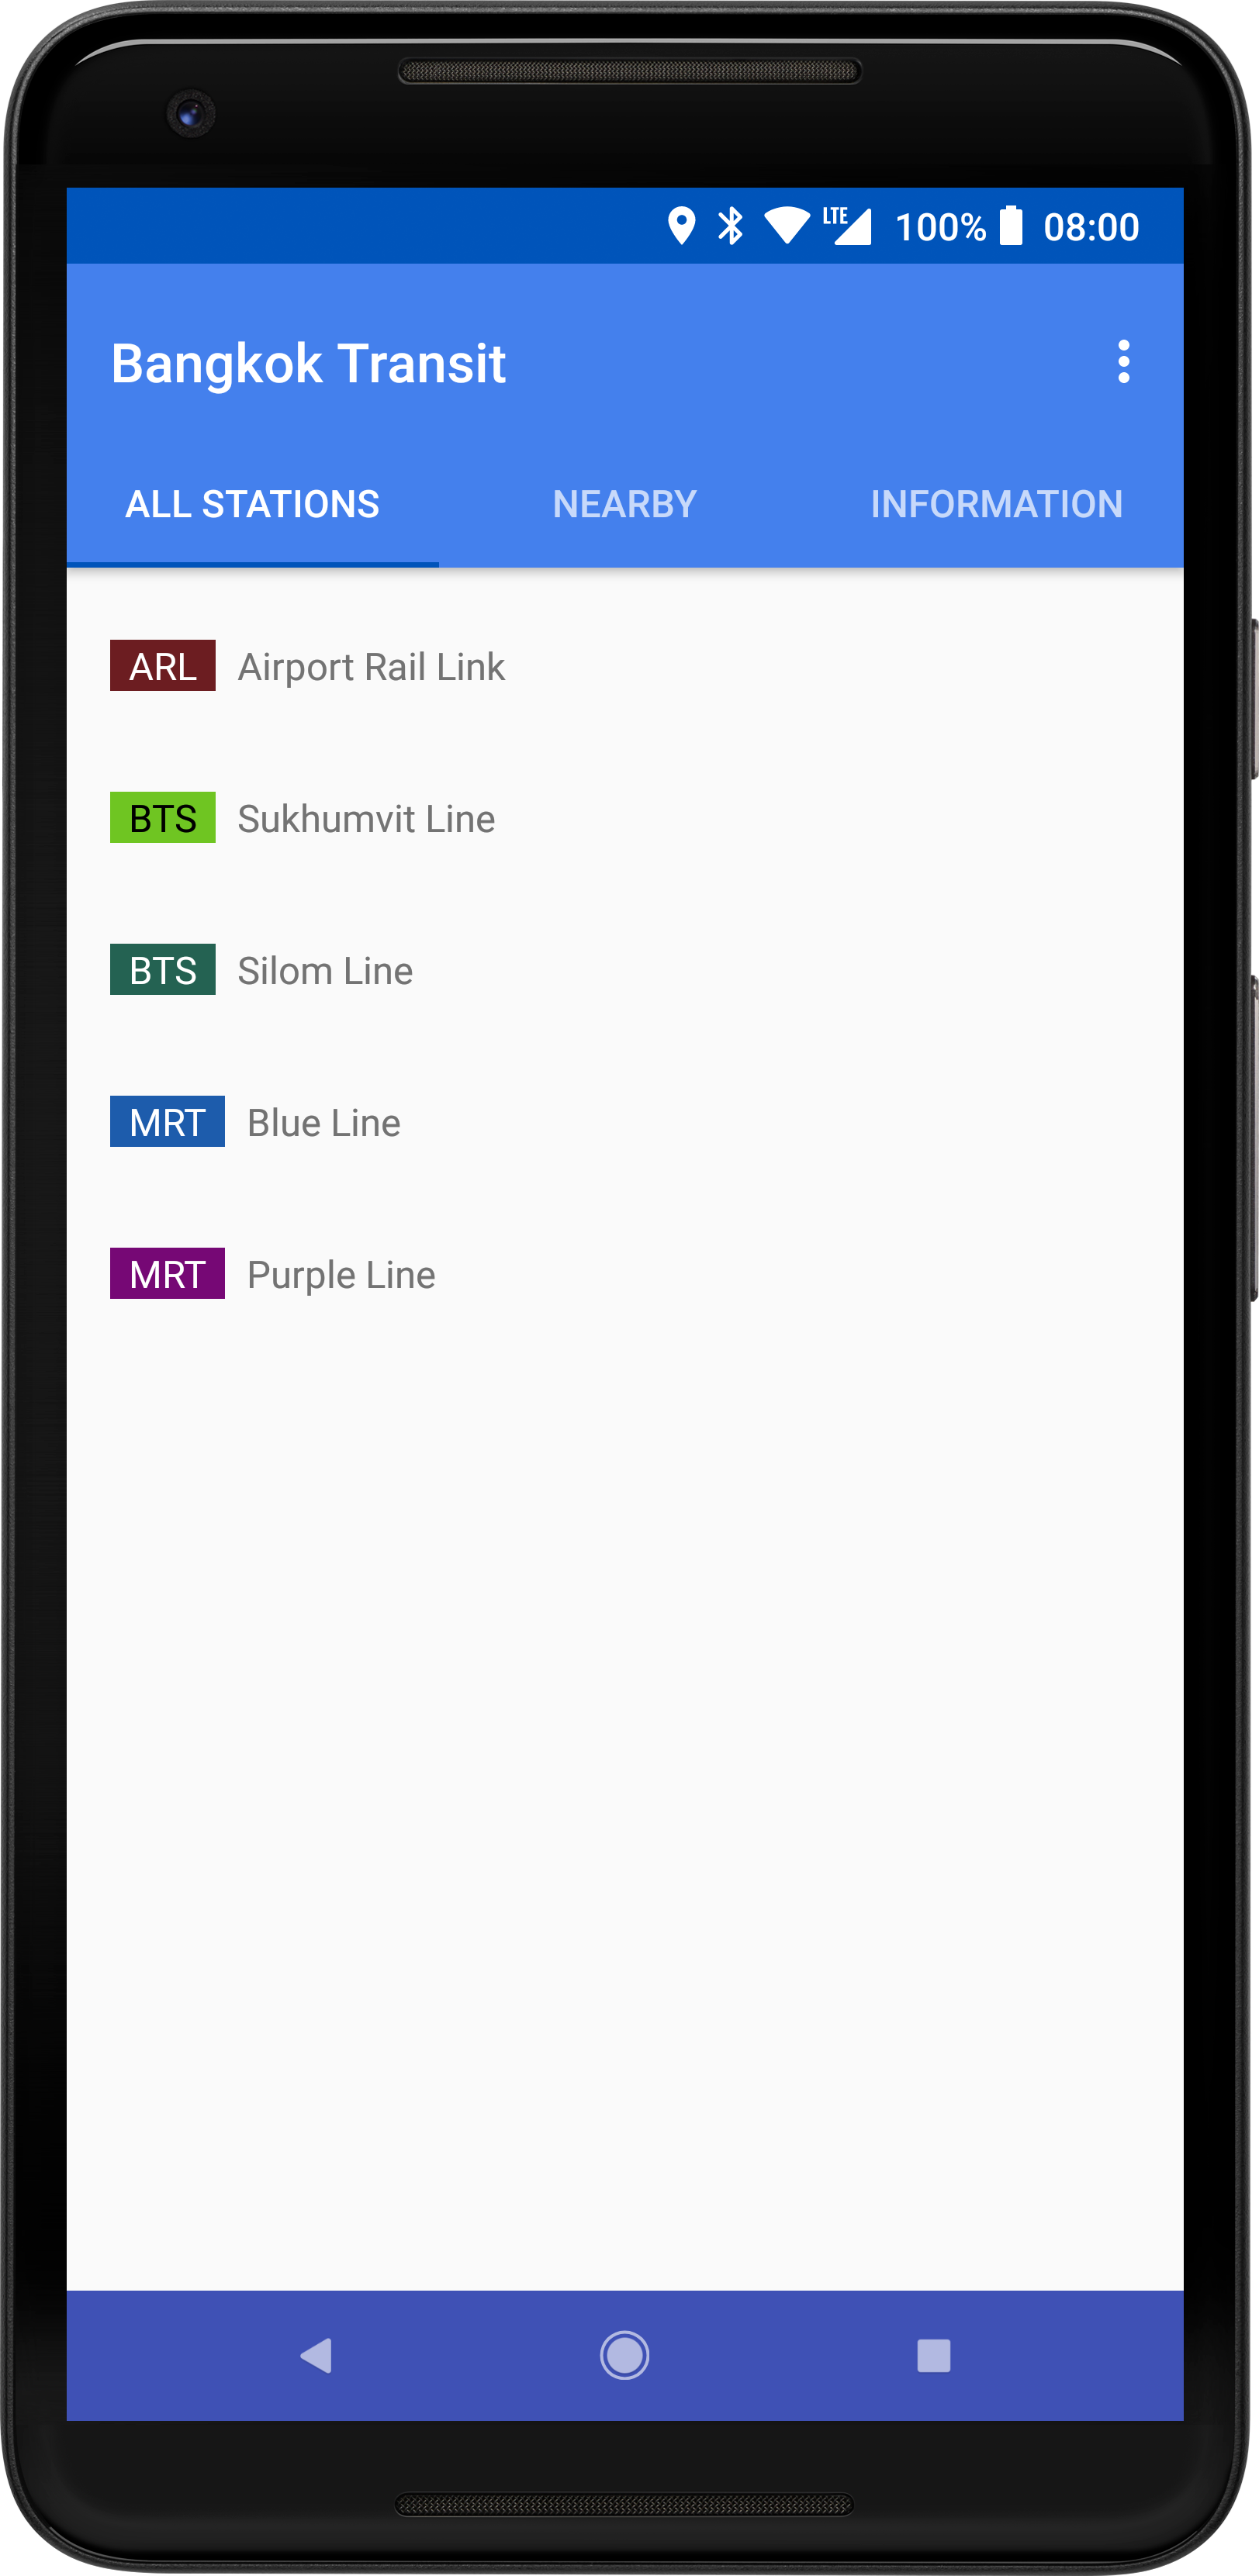 LTE 100% 08:00
Bangkok Transit
ALL STATIONS NEARBY INFORMATION
ARL Airport Rail Link
BTS Sukhumvit Line
BTS Silom Line
MRT Blue Line
MRT Purple Line